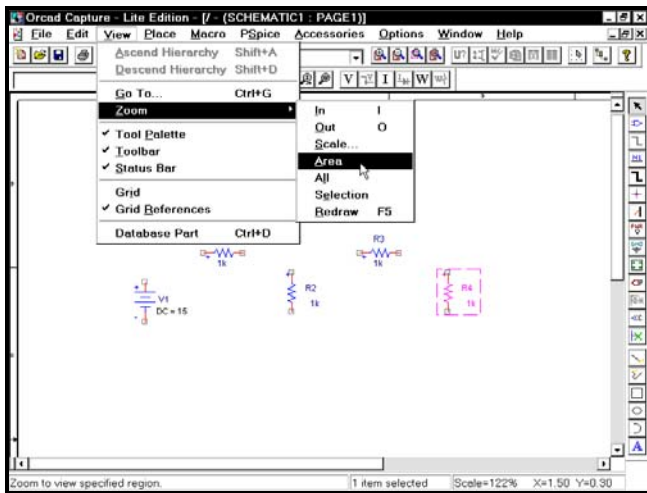 Orcad Capture - Lite Edition - [/ - (SCHEMATIC1 : PAGE1)]
File Edit View Place Macro PSpice Accessories Options Window Help
Ascend Hierarchy Shift+A
Descend Hierarchy Shift+D
Go To... Ctrl+G
Zoom
Tool Palette
Toolbar
Status Bar
Grid
Grid References
Database Part Ctrl+D
In I
Out O
Scale...
Area
All
Selection
Redraw F5
U?
V I W
R3
1k
1k
V1
DC = 15
R2
1k
R4
1k
A
Zoom to view specified region.
1 item selected
Scale=122% X=1.50 Y=0.30